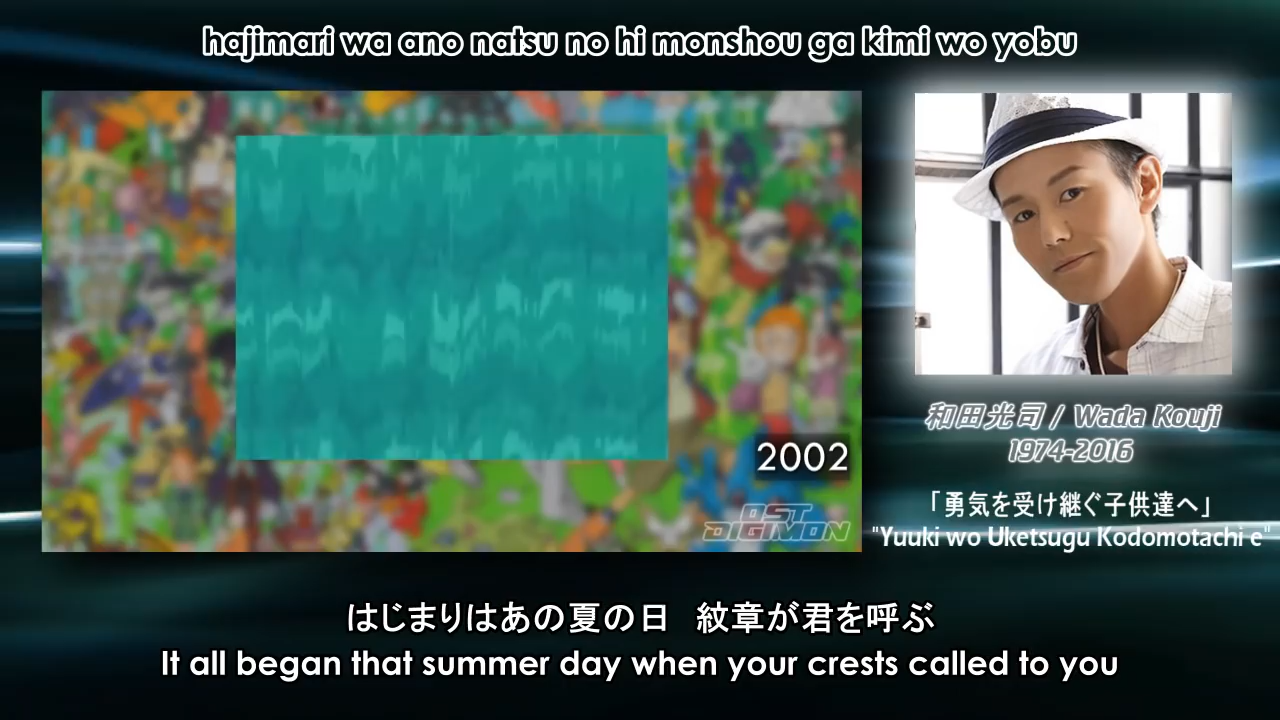 hajimari wa ano natsu no hi monshou ga kimi wo yobu
2002
OST
DIGIMON
和田光司 / Wada Kouji
1974-2016
「勇気を受け継ぐ子供達へ」
"Yuuki wo Uketsugu Kodomotachi e"
はじまりはあの夏の日 紋章が君を呼ぶ
It all began that summer day when your crests called to you